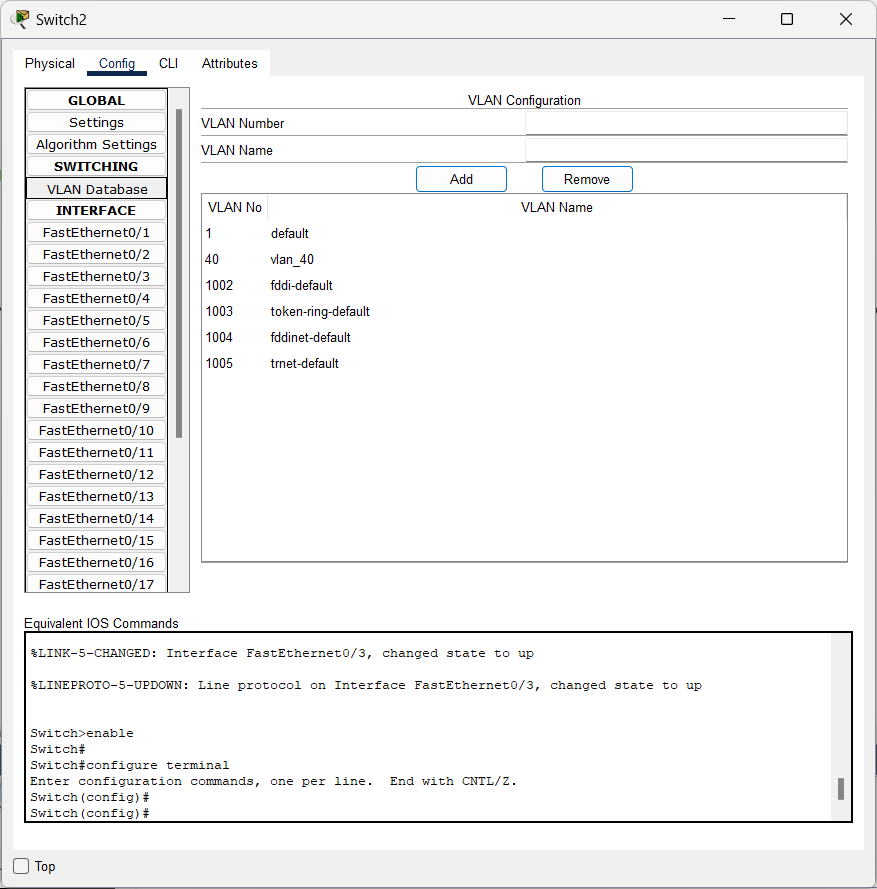 Switch2
Physical Config CLI Attributes
GLOBAL
Settings
Algorithm Settings
SWITCHING
VLAN Database
INTERFACE
FastEthernet0/1
FastEthernet0/2
FastEthernet0/3
FastEthernet0/4
FastEthernet0/5
FastEthernet0/6
FastEthernet0/7
FastEthernet0/8
FastEthernet0/9
FastEthernet0/10
FastEthernet0/11
FastEthernet0/12
FastEthernet0/13
FastEthernet0/14
FastEthernet0/15
FastEthernet0/16
FastEthernet0/17
VLAN Configuration
VLAN Number
VLAN Name
Add Remove
VLAN No VLAN Name
1 default
40 vlan_40
1002 fddi-default
1003 token-ring-default
1004 fddinet-default
1005 trnet-default
Equivalent IOS Commands
%LINK-5-CHANGED: Interface FastEthernet0/3, changed state to up
%LINEPROTO-5-UPDOWN: Line protocol on Interface FastEthernet0/3, changed state to up
Switch>enable
Switch#
Switch#configure terminal
Enter configuration commands, one per line.  End with CNTL/Z.
Switch(config)#
Switch(config)#
Top